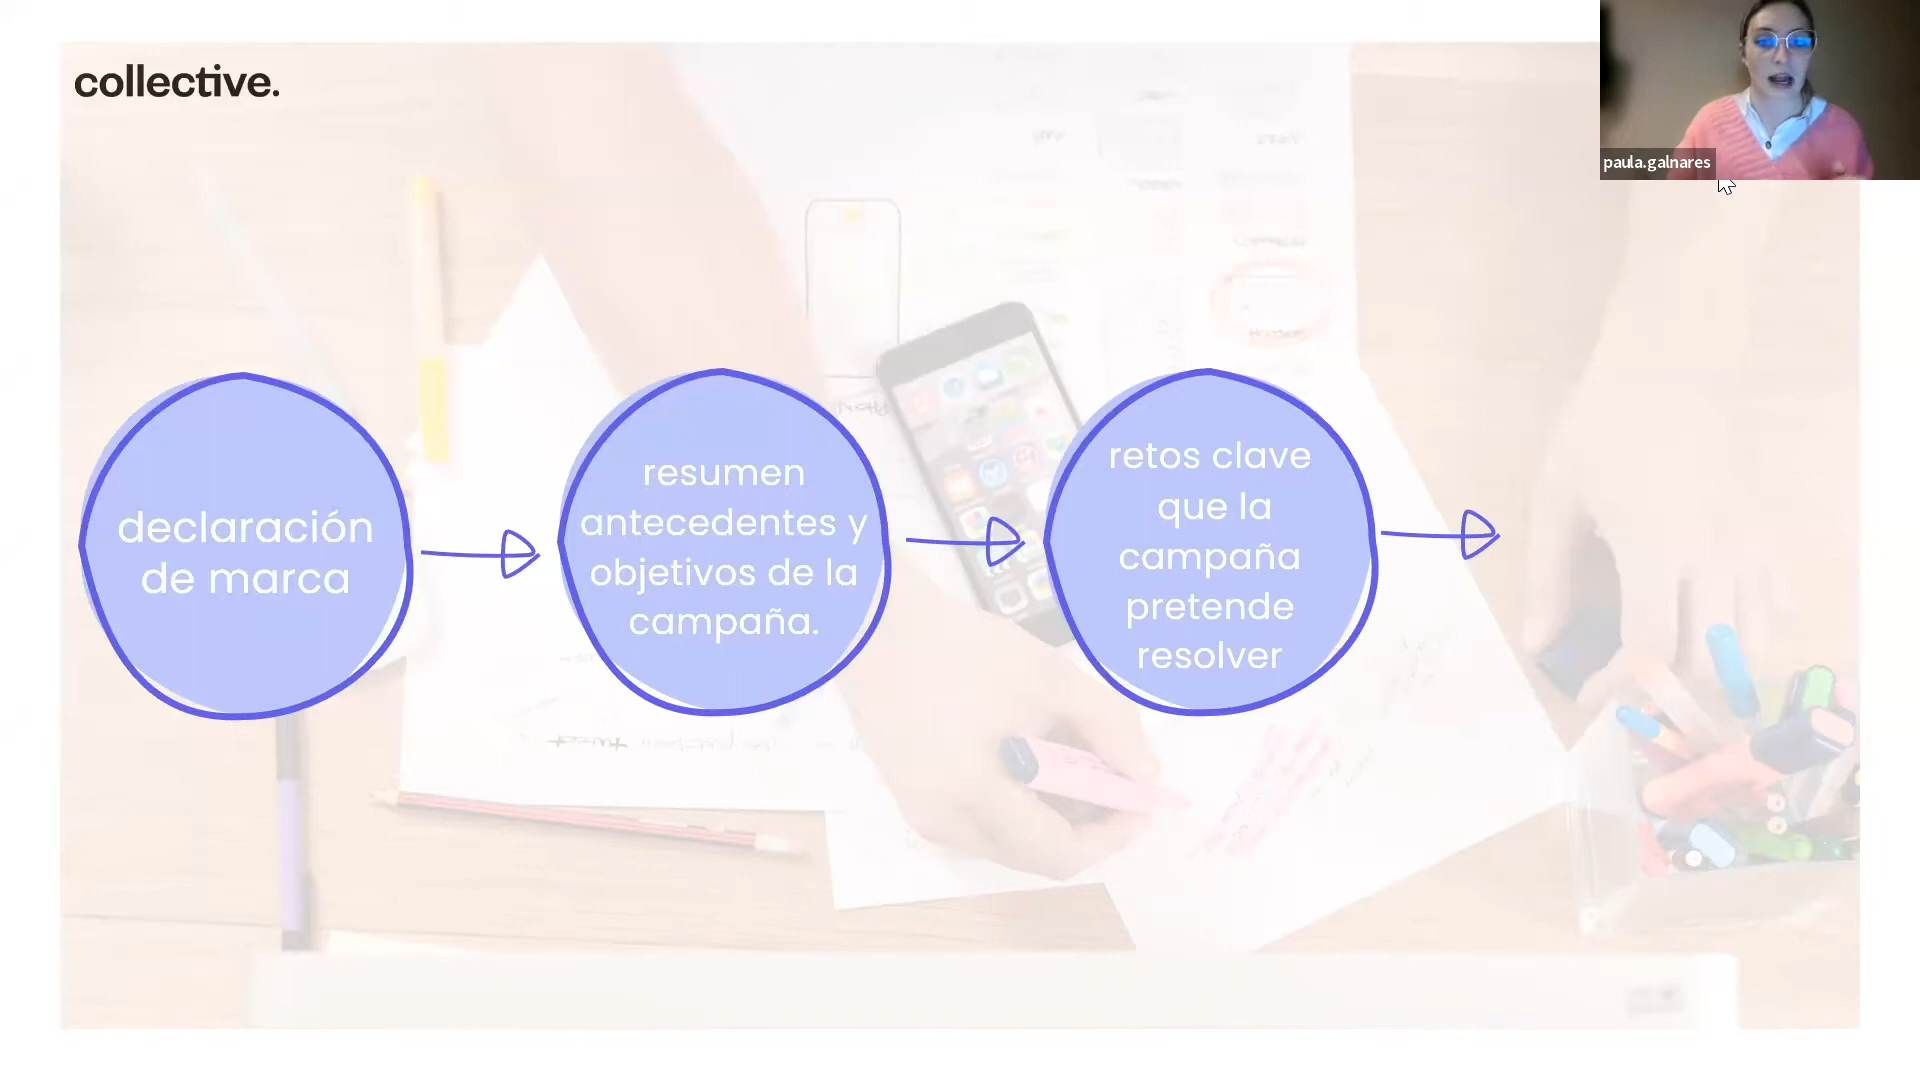 collective.
paula.galnares
declaración
de marca
resumen
antecedentes y
objetivos de la
campaña.
retos clave
que la
campaña
pretende
resolver